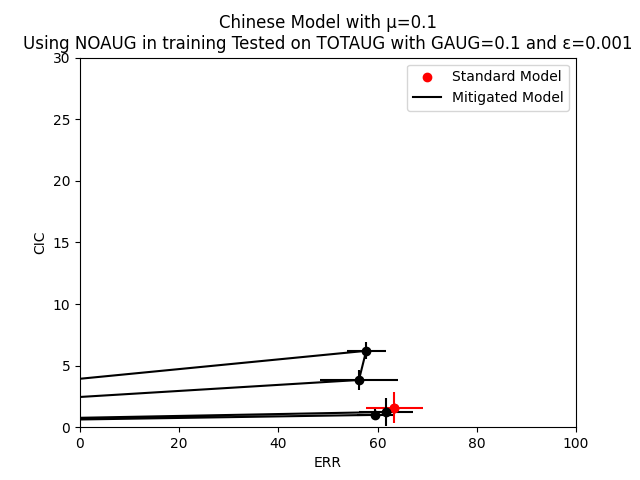 Chinese Model with μ=0.1
Using NOAUG in training Tested on TOTAUG with GAUG=0.1 and ε=0.001
Standard Model
Mitigated Model
30
25
20
15
10
5
0
CIC
0 20 40 60 80 100
ERR